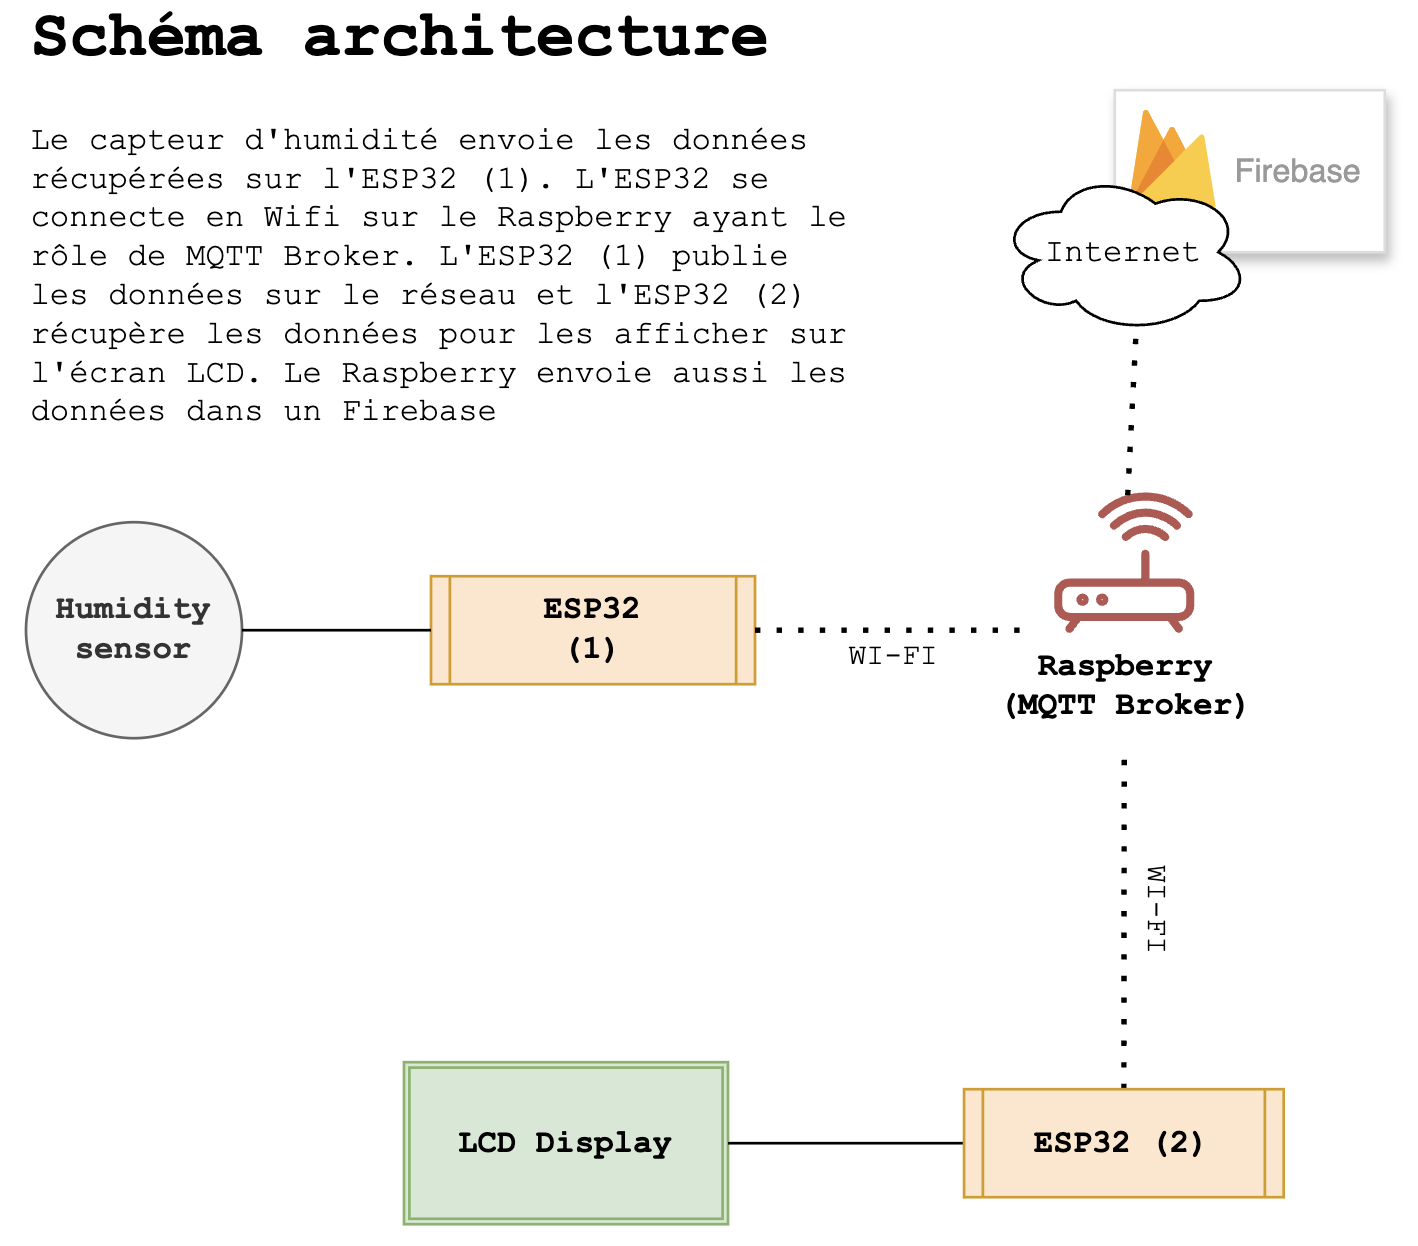 Schéma architecture
Le capteur d'humidité envoie les données
récupérées sur l'ESP32 (1). L'ESP32 se
connecte en Wifi sur le Raspberry ayant le
rôle de MQTT Broker. L'ESP32 (1) publie
les données sur le réseau et l'ESP32 (2)
récupère les données pour les afficher sur
l'écran LCD. Le Raspberry envoie aussi les
données dans un Firebase
Firebase
Internet
Humidity
sensor
ESP32
(1)
WI-FI
Raspberry
(MQTT Broker)
WI-FI
LCD Display
ESP32 (2)